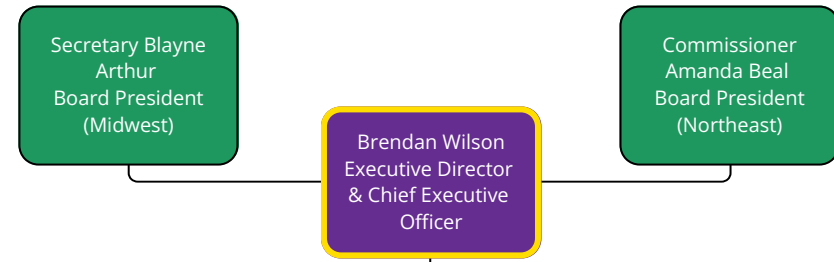 Secretary Blayne
Arthur
Board President
(Midwest)
Commissioner
Amanda Beal
Board President
(Northeast)
Brendan Wilson
Executive Director
& Chief Executive
Officer